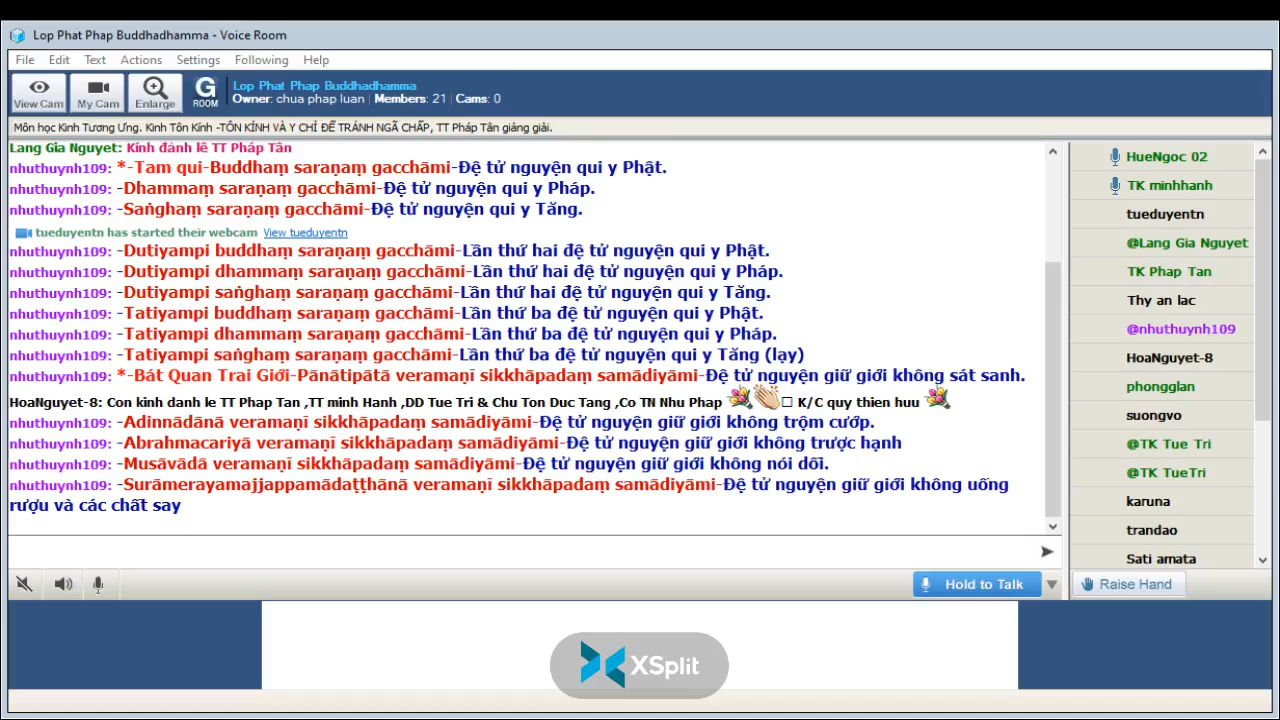 Lop Phat Phap Buddhadhamma - Voice Room
File Edit Text Actions Settings Following Help
View Cam My Cam Enlarge G ROOM
Lop Phat Phap Buddhadhamma
Owner: chua phap luan | Members: 21 | Cams: 0
Môn học Kinh Tương Ưng. Kinh Tôn Kính -TÔN KÍNH VÀ Y CHỈ ĐỂ TRÁNH NGÃ CHẤP, TT Pháp Tân giảng giải.
Lang Gia Nguyet: Kính đảnh lễ TT Pháp Tân
nhuthuynh109: *-Tam qui-Buddhaṃ saraṇaṃ gacchāmi-Đệ tử nguyện qui y Phật.
nhuthuynh109: -Dhammaṃ saraṇaṃ gacchāmi-Đệ tử nguyện qui y Pháp.
nhuthuynh109: -Saṅghaṃ saraṇaṃ gacchāmi-Đệ tử nguyện qui y Tăng.
tueduyentn has started their webcam View tueduyentn
nhuthuynh109: -Dutiyampi buddhaṃ saraṇaṃ gacchāmi-Lần thứ hai đệ tử nguyện qui y Phật.
nhuthuynh109: -Dutiyampi dhammaṃ saraṇaṃ gacchāmi-Lần thứ hai đệ tử nguyện qui y Pháp.
nhuthuynh109: -Dutiyampi saṅghaṃ saraṇaṃ gacchāmi-Lần thứ hai đệ tử nguyện qui y Tăng.
nhuthuynh109: -Tatiyampi buddhaṃ saraṇaṃ gacchāmi-Lần thứ ba đệ tử nguyện qui y Phật.
nhuthuynh109: -Tatiyampi dhammaṃ saraṇaṃ gacchāmi-Lần thứ ba đệ tử nguyện qui y Pháp.
nhuthuynh109: -Tatiyampi saṅghaṃ saraṇaṃ gacchāmi-Lần thứ ba đệ tử nguyện qui y Tăng (lạy)
nhuthuynh109: *-Bát Quan Trai Giới-Pānātipātā veramaṇī sikkhāpadaṃ samādiyāmi-Đệ tử nguyện giữ giới không sát sanh.
HoaNguyet-8: Con kinh danh le TT Phap Tan ,TT minh Hanh ,DD Tue Tri & Chu Ton Duc Tang ,Co TN Nhu Phap K/C quy thien huu
nhuthuynh109: -Adinnādānā veramaṇī sikkhāpadaṃ samādiyāmi-Đệ tử nguyện giữ giới không trộm cướp.
nhuthuynh109: -Abrahmacariyā veramaṇī sikkhāpadaṃ samādiyāmi-Đệ tử nguyện giữ giới không trược hạnh
nhuthuynh109: -Musāvādā veramaṇī sikkhāpadaṃ samādiyāmi-Đệ tử nguyện giữ giới không nói dối.
nhuthuynh109: -Surāmerayamajjappamādaṭṭhānā veramaṇī sikkhāpadaṃ samādiyāmi-Đệ tử nguyện giữ giới không uống
rượu và các chất say
HueNgoc 02
TK minhhanh
tueduyentn
@Lang Gia Nguyet
TK Phap Tan
Thy an lac
@nhuthuynh109
HoaNguyet-8
phongglan
suongvo
@TK Tue Tri
@TK TueTri
karuna
trandao
Sati amata
Hold to Talk
Raise Hand
XSplit